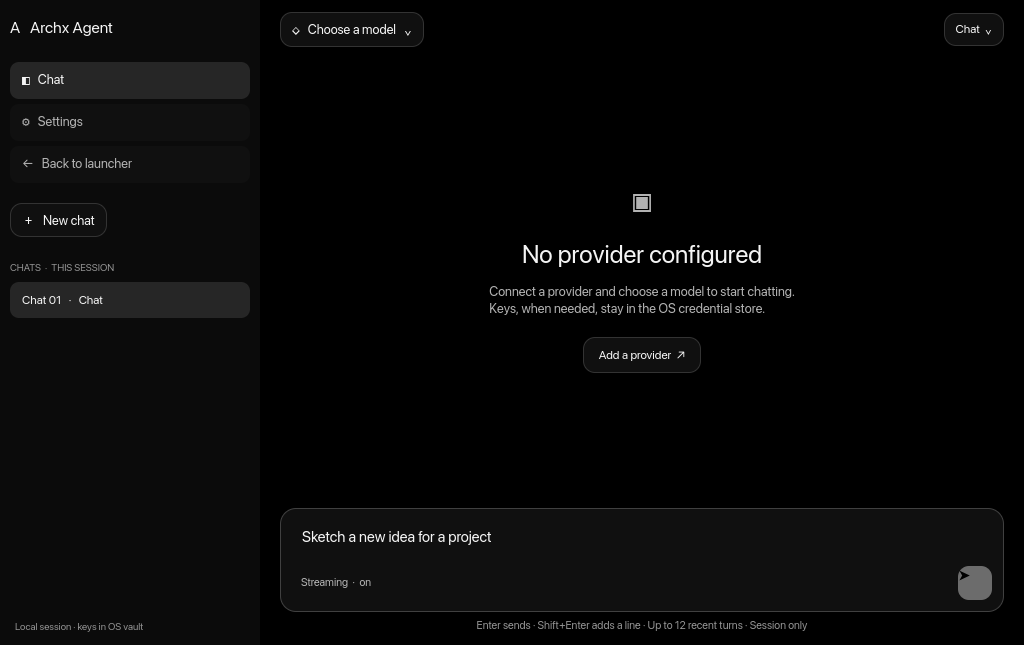 A Archx Agent
Chat
Settings
← Back to launcher
+ New chat
CHATS · THIS SESSION
Chat 01 · Chat
Local session · keys in OS vault
Choose a model
Chat
No provider configured
Connect a provider and choose a model to start chatting.
Keys, when needed, stay in the OS credential store.
Add a provider ↗
Sketch a new idea for a project
Streaming · on
Enter sends · Shift+Enter adds a line · Up to 12 recent turns · Session only